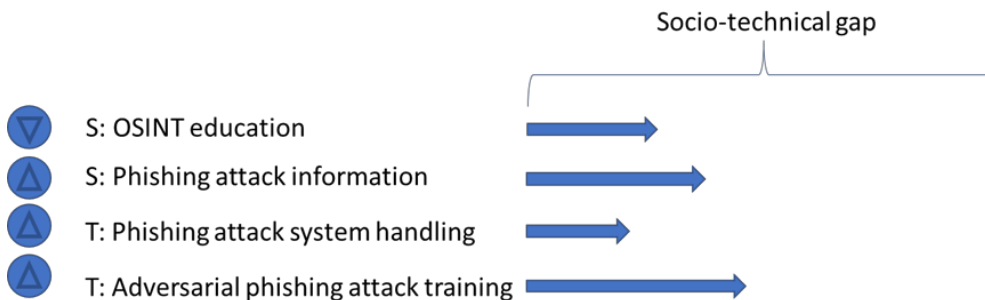 Socio-technical gap
S: OSINT education
S: Phishing attack information
T: Phishing attack system handling
T: Adversarial phishing attack training